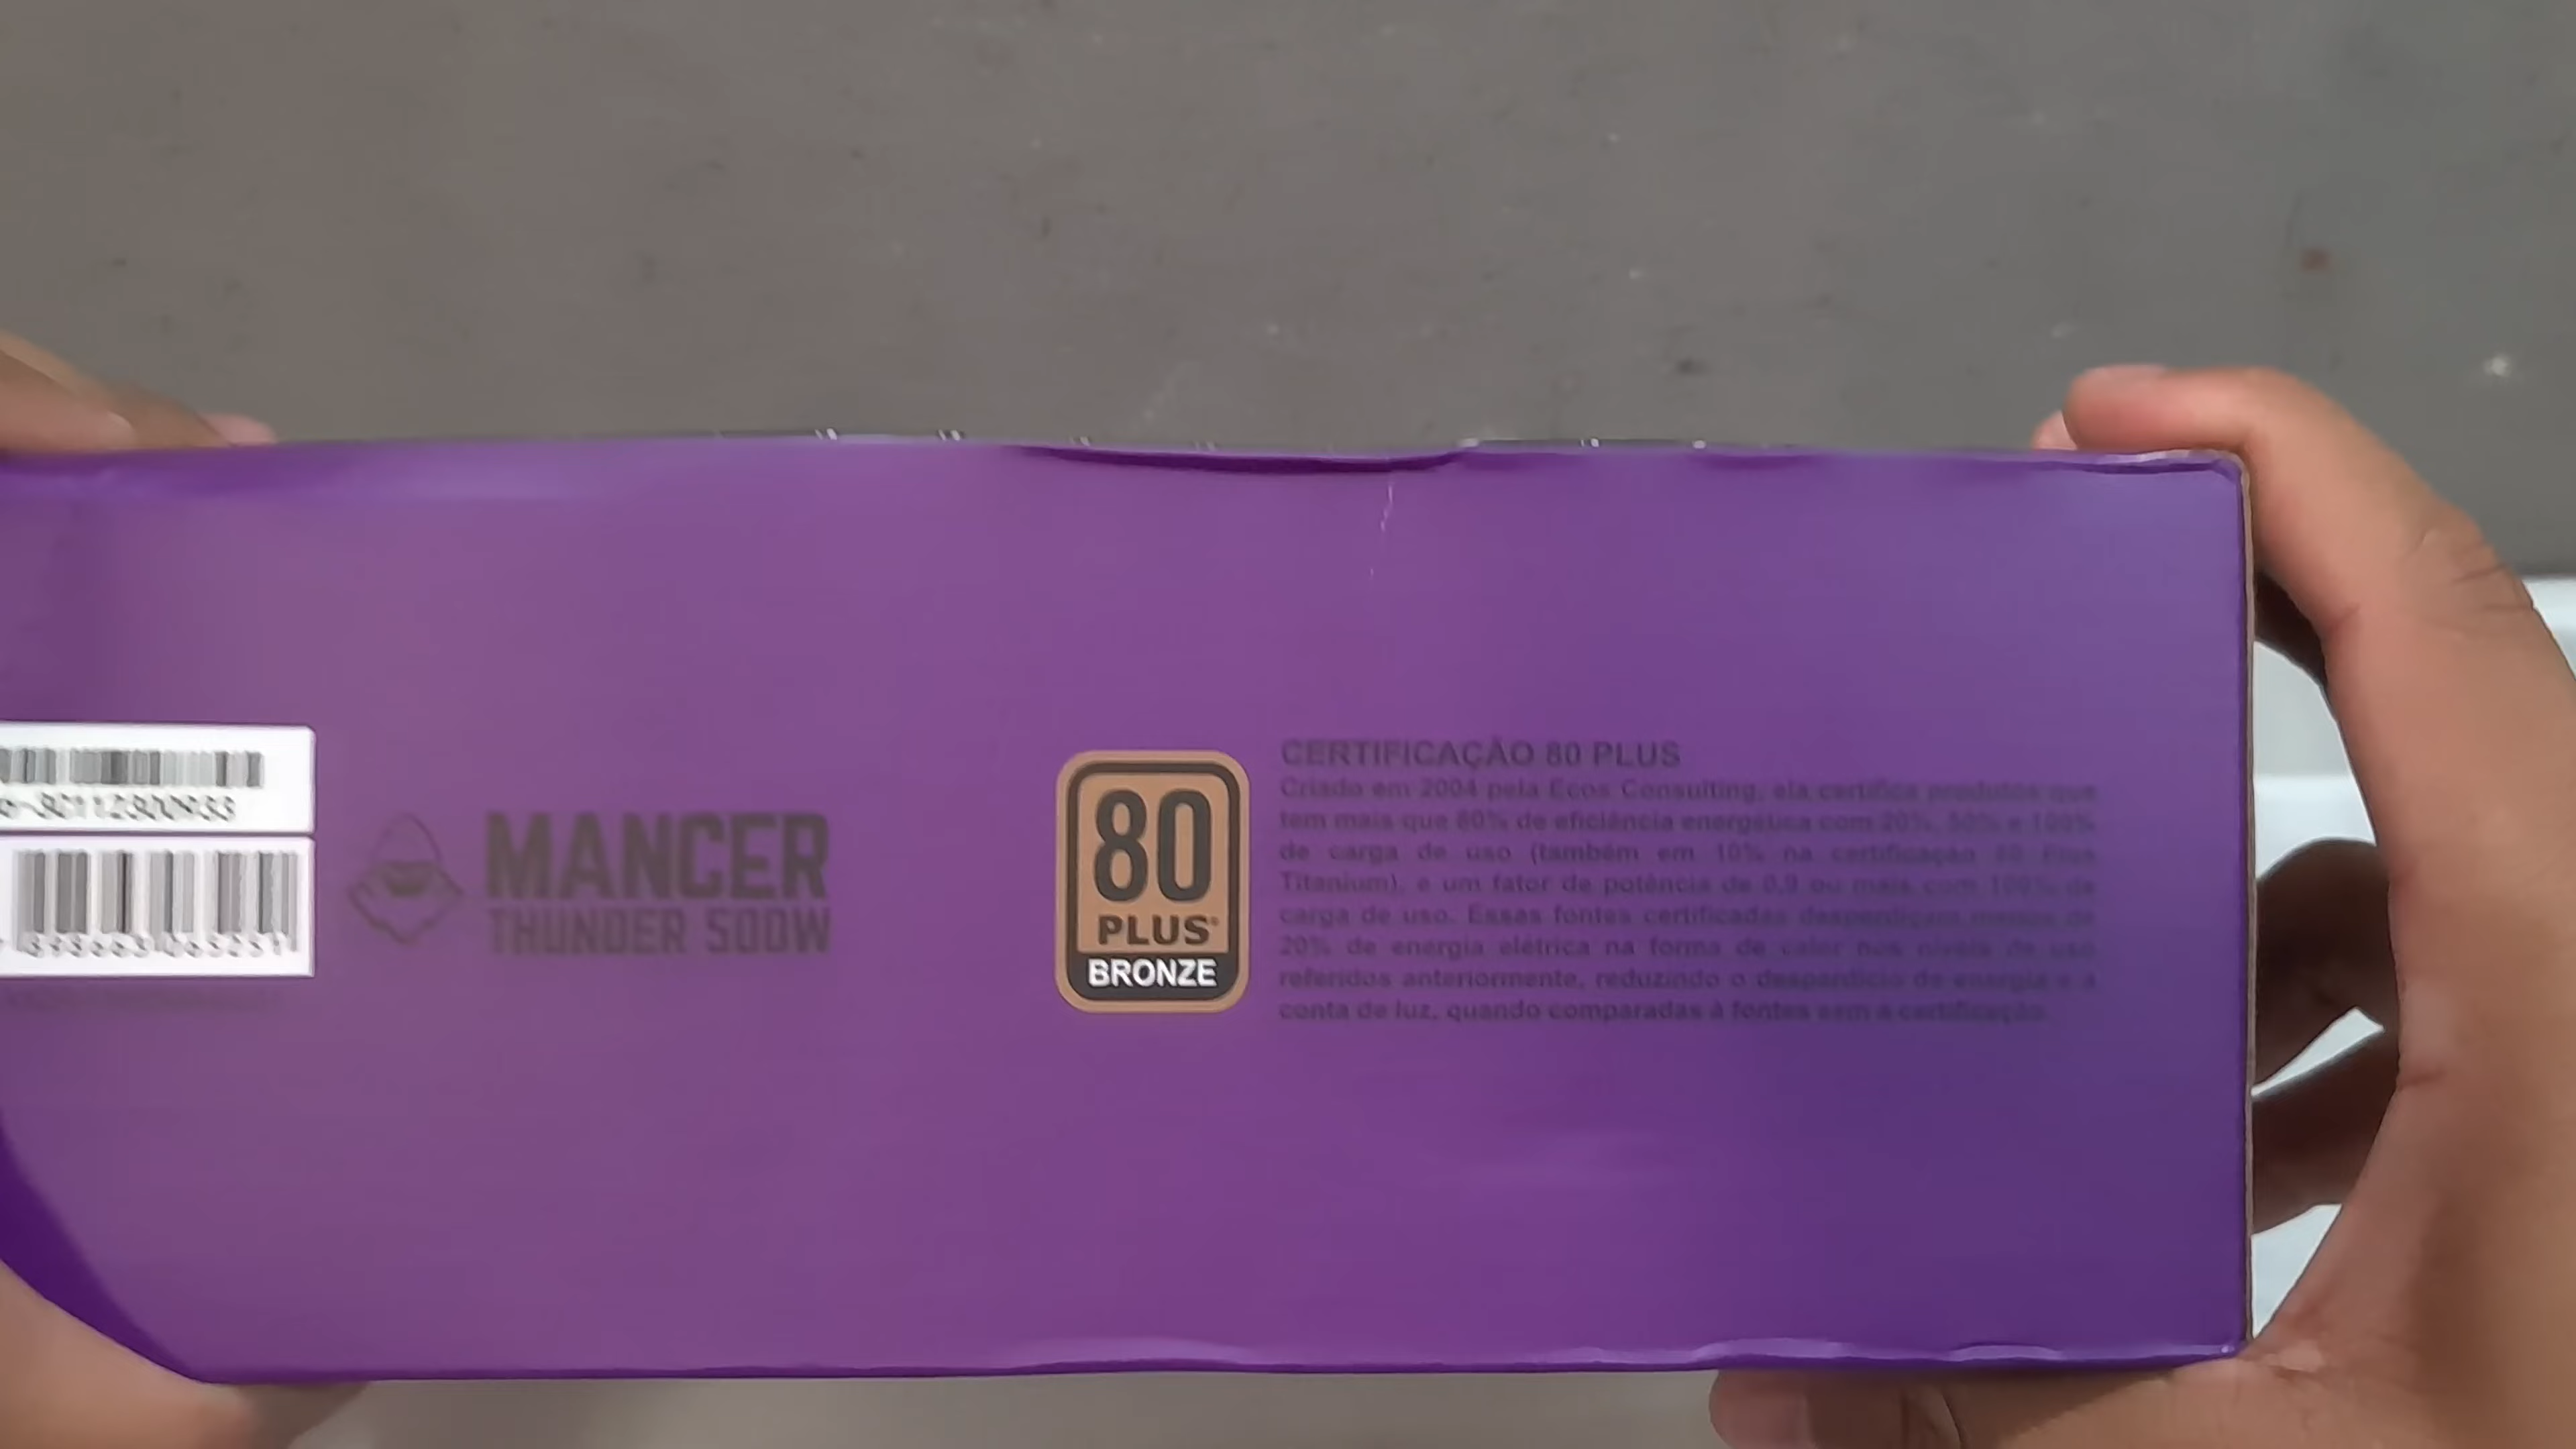 MANCER
THUNDER 500W
80
PLUS
BRONZE
CERTIFICAÇÃO 80 PLUS
Criado em 2004 pela Ecos Consulting, ela certifica produtos que
tem mais que 80% de eficiência energética com 20%, 50% e 100%
de carga de uso (também em 10% na certificação 80 Plus
Titanium), e um fator de potência de 0,9 ou mais com 100% de
carga de uso. Essas fontes certificadas desperdiçam menos de
20% de energia elétrica na forma de calor nos níveis de uso
referidos anteriormente, reduzindo o desperdício de energia e a
conta de luz, quando comparadas à fontes sem a certificação.